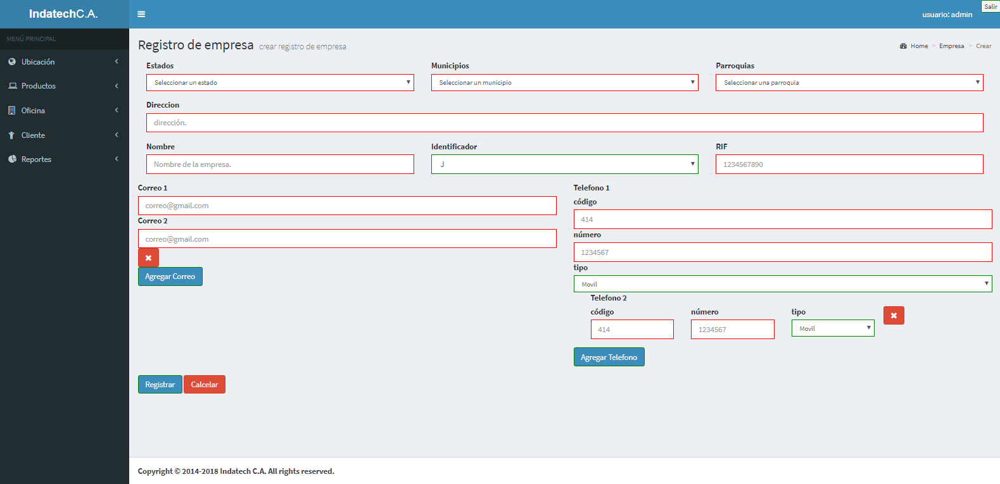 IndatechC.A.
usuario: admin
Salir
MENÚ PRINCIPAL
Ubicación
Productos
Oficina
Cliente
Reportes
Registro de empresa crear registro de empresa
Home > Empresa > Crear
Estados Municipios Parroquias
Seleccionar un estado Seleccionar un municipio Seleccionar una parroquia
Direccion
dirección.
Nombre Identificador RIF
Nombre de la empresa. J 1234567890
Correo 1
correo@gmail.com
Correo 2
correo@gmail.com
Agregar Correo
Telefono 1
código
414
número
1234567
tipo
Movil
Telefono 2
código número tipo
414 1234567 Movil
Agregar Telefono
Registrar Calcelar
Copyright © 2014-2018 Indatech C.A. All rights reserved.